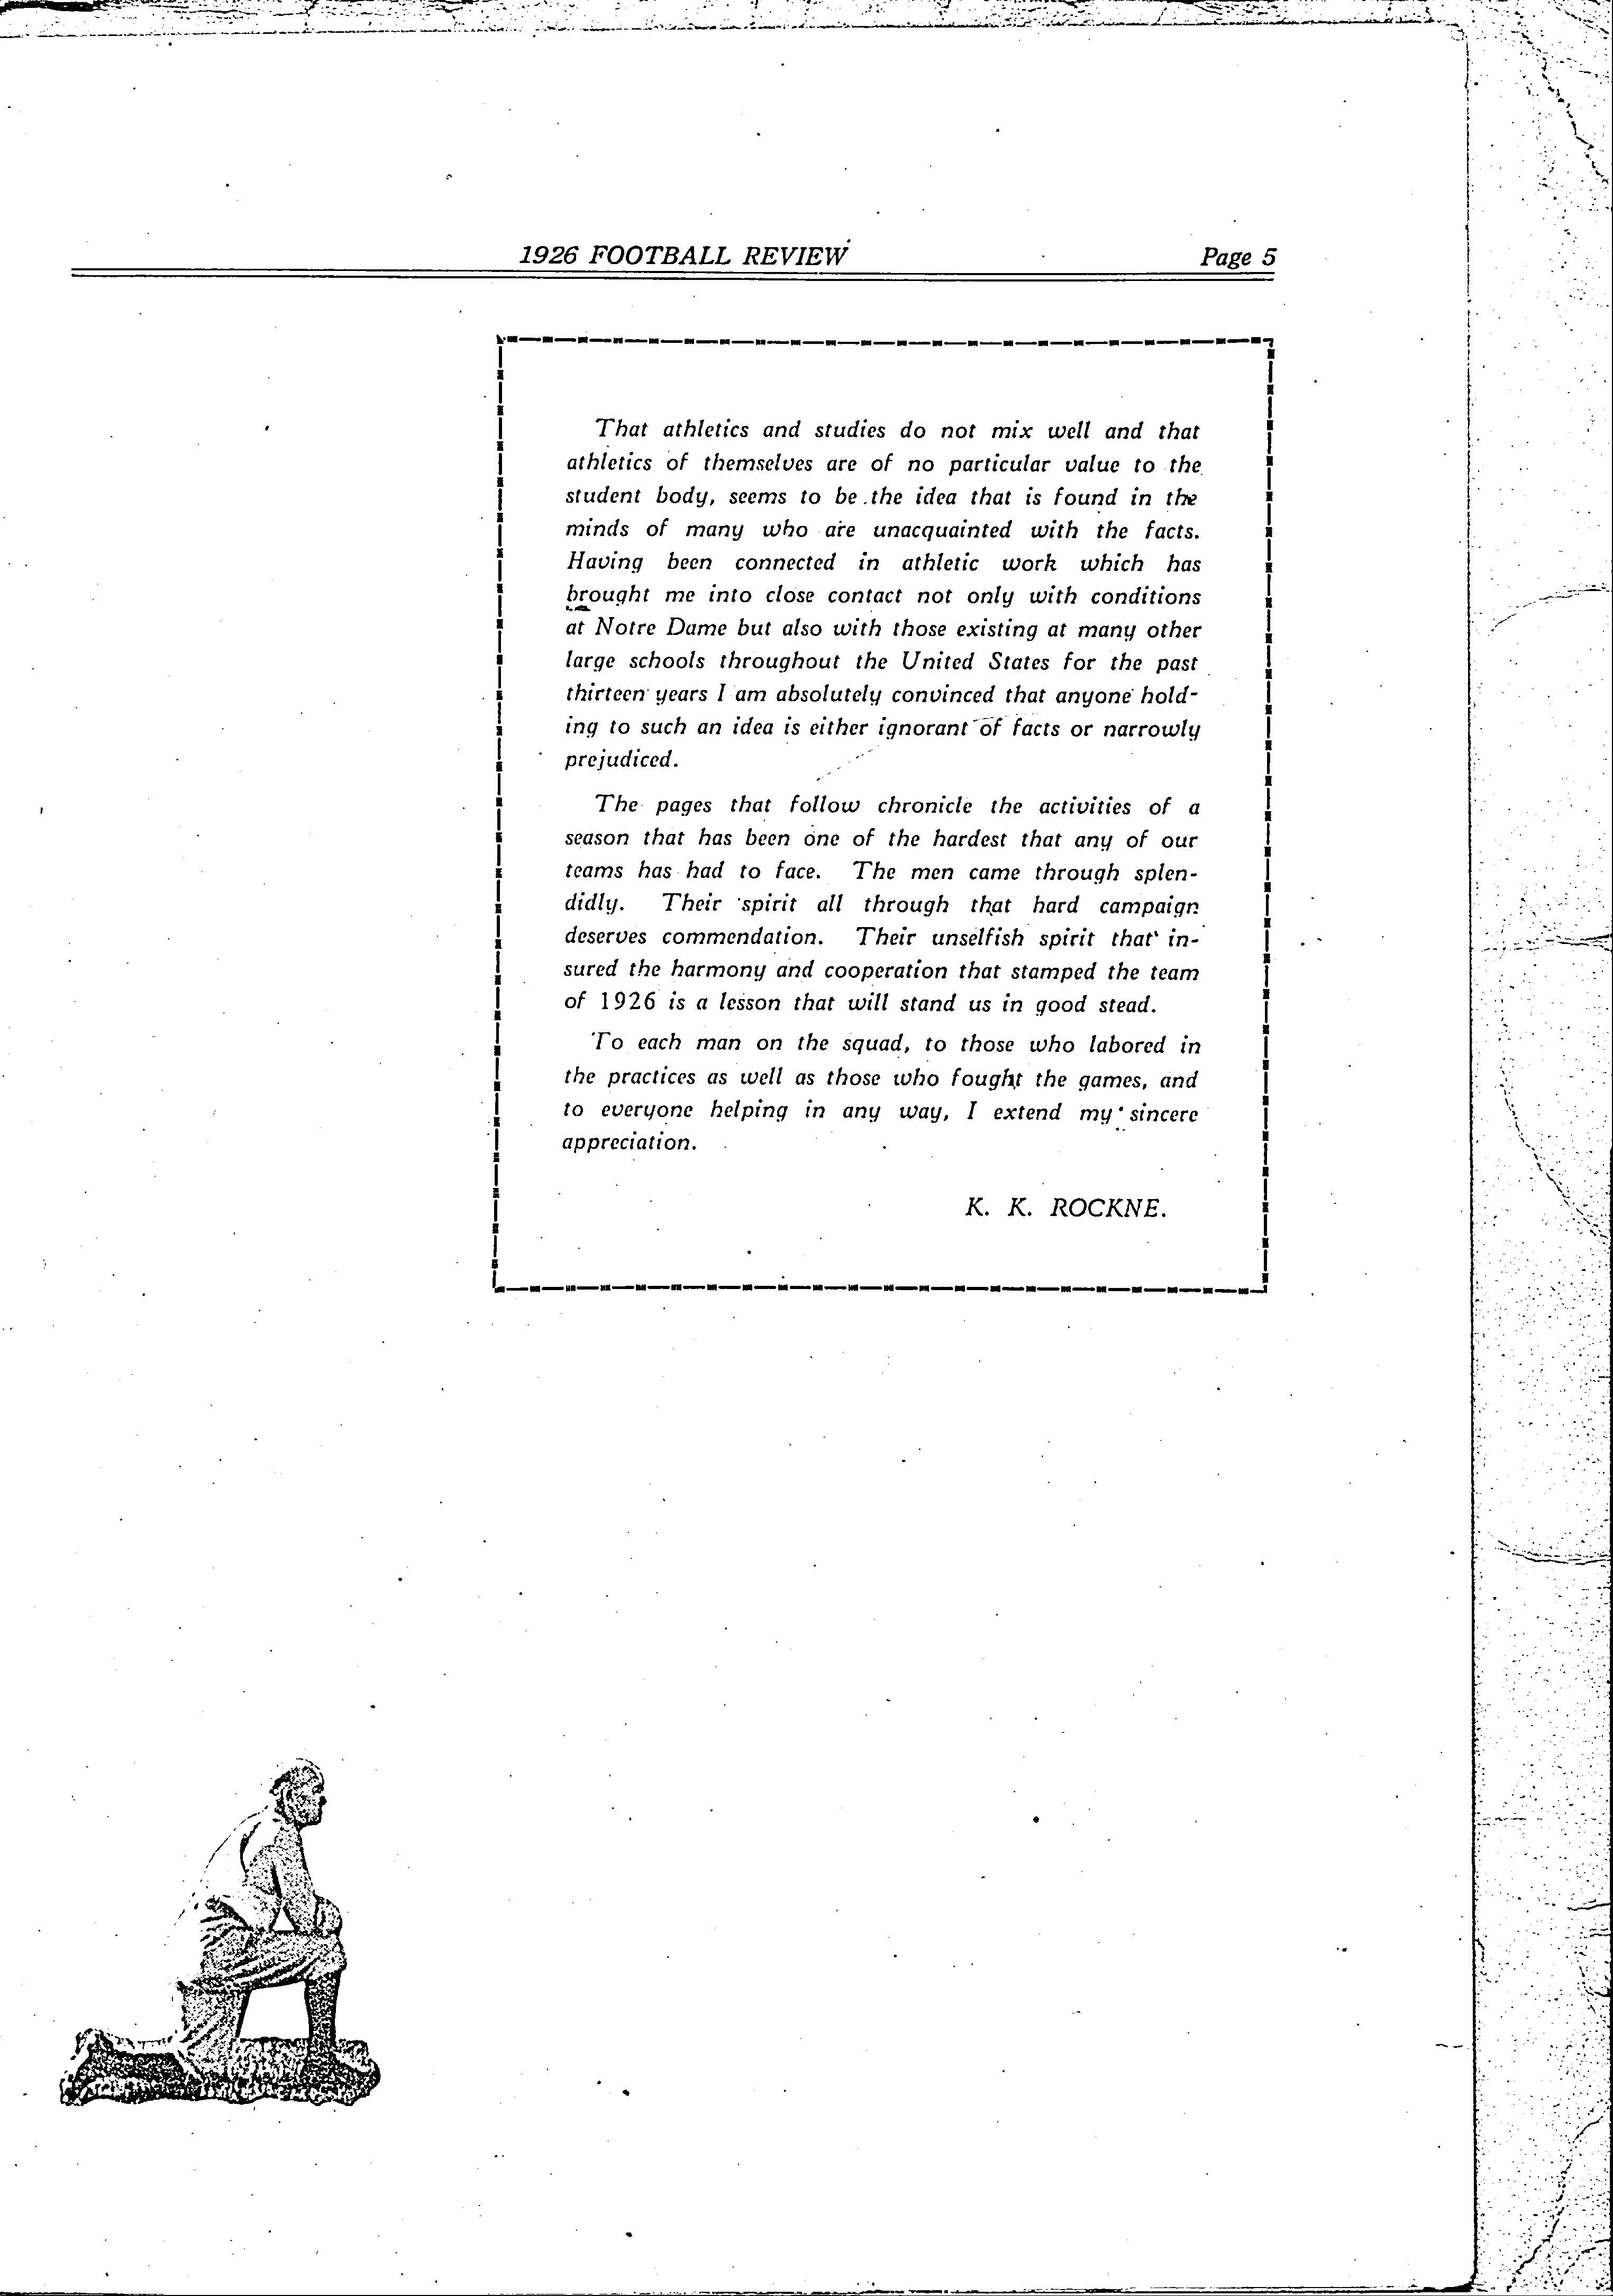 1926 FOOTBALL REVIEW Page 5
That athletics and studies do not mix well and that
athletics of themselves are of no particular value to the
student body, seems to be the idea that is found in the
minds of many who are unacquainted with the facts.
Having been connected in athletic work which has
brought me into close contact not only with conditions
at Notre Dame but also with those existing at many other
large schools throughout the United States for the past
thirteen years I am absolutely convinced that anyone hold-
ing to such an idea is either ignorant of facts or narrowly
prejudiced.
The pages that follow chronicle the activities of a
season that has been one of the hardest that any of our
teams has had to face. The men came through splen-
didly. Their spirit all through that hard campaign
deserves commendation. Their unselfish spirit that in-
sured the harmony and cooperation that stamped the team
of 1926 is a lesson that will stand us in good stead.
To each man on the squad, to those who labored in
the practices as well as those who fought the games, and
to everyone helping in any way, I extend my sincere
appreciation.
K. K. ROCKNE.